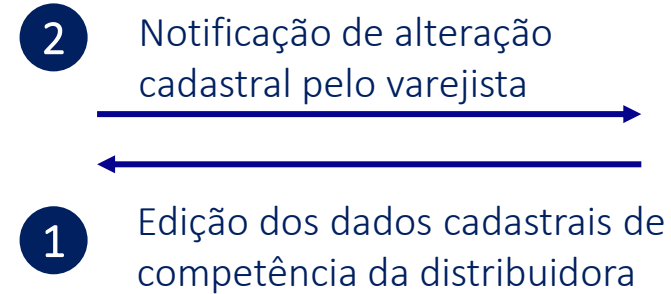 2
Notificação de alteração
cadastral pelo varejista
1
Edição dos dados cadastrais de
competência da distribuidora